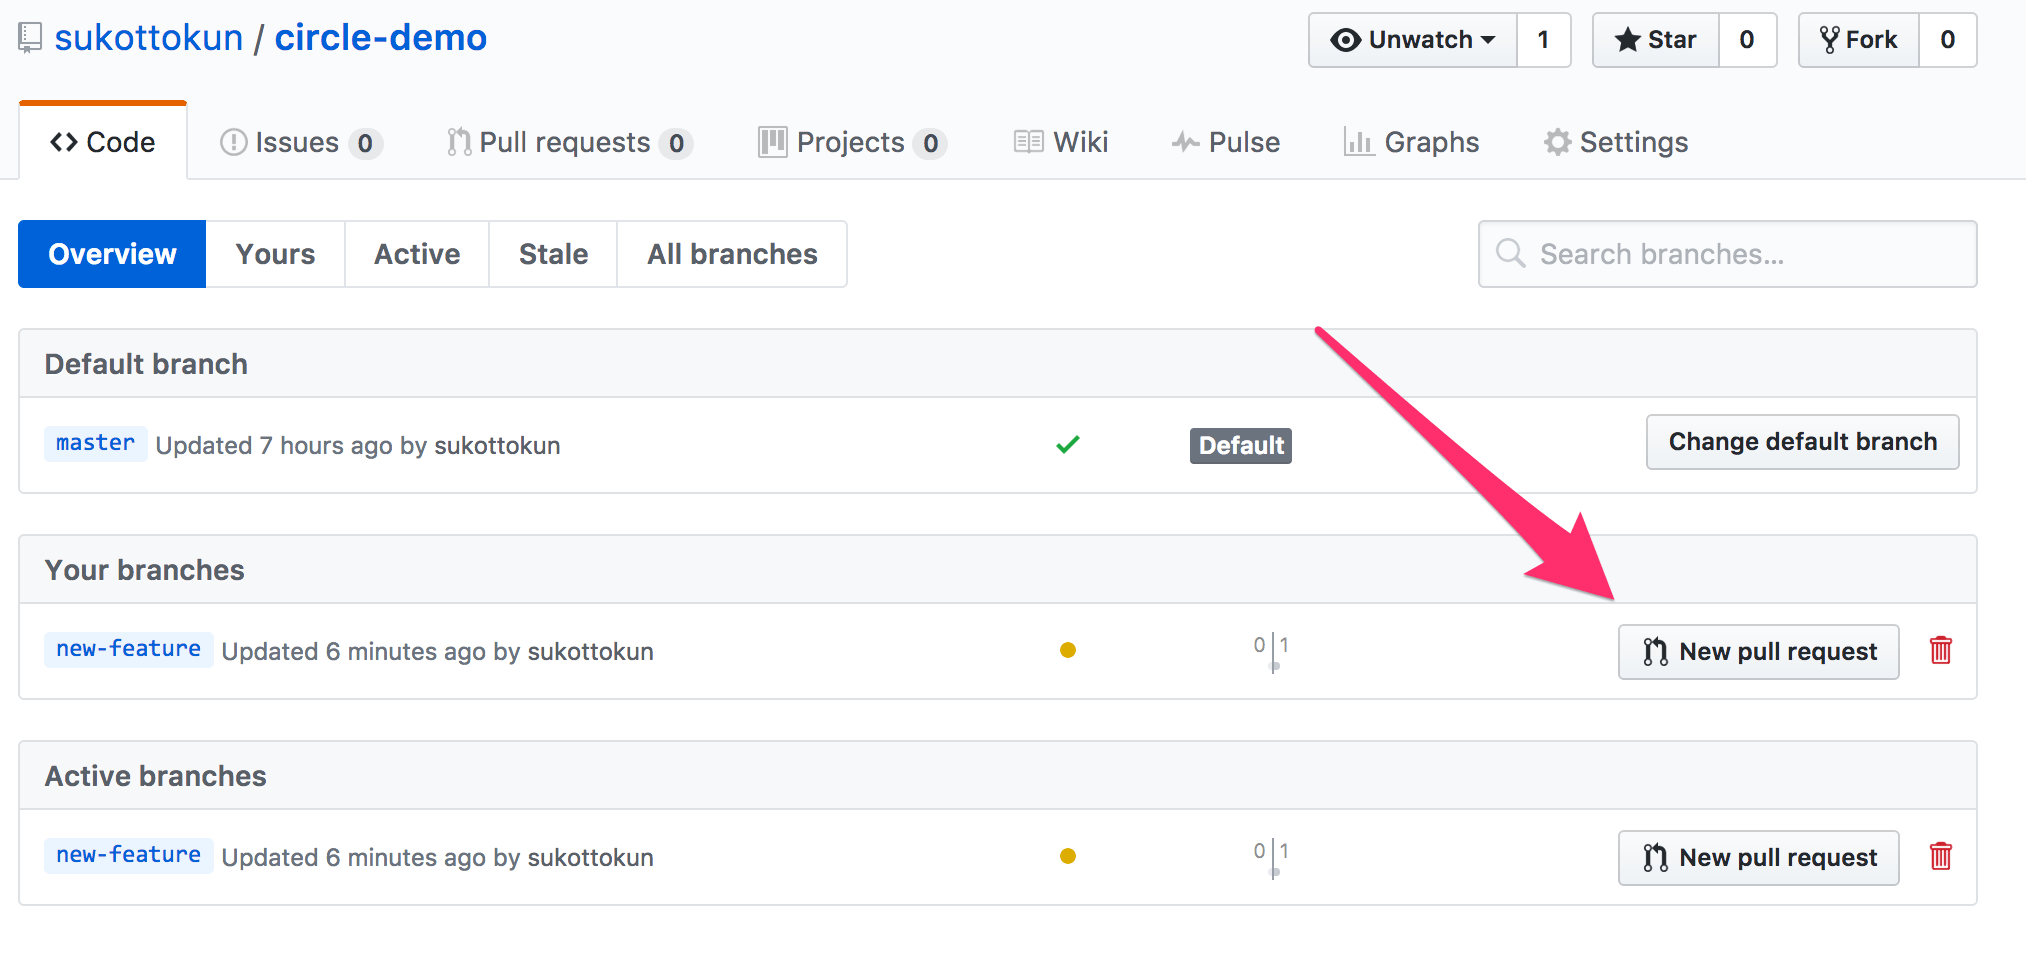 sukottokun / circle-demo
Unwatch 1 Star 0 Fork 0
Code Issues 0 Pull requests 0 Projects 0 Wiki Pulse Graphs Settings
Overview Yours Active Stale All branches Search branches...
Default branch
master Updated 7 hours ago by sukottokun Default Change default branch
Your branches
new-feature Updated 6 minutes ago by sukottokun 0 1 New pull request
Active branches
new-feature Updated 6 minutes ago by sukottokun 0 1 New pull request